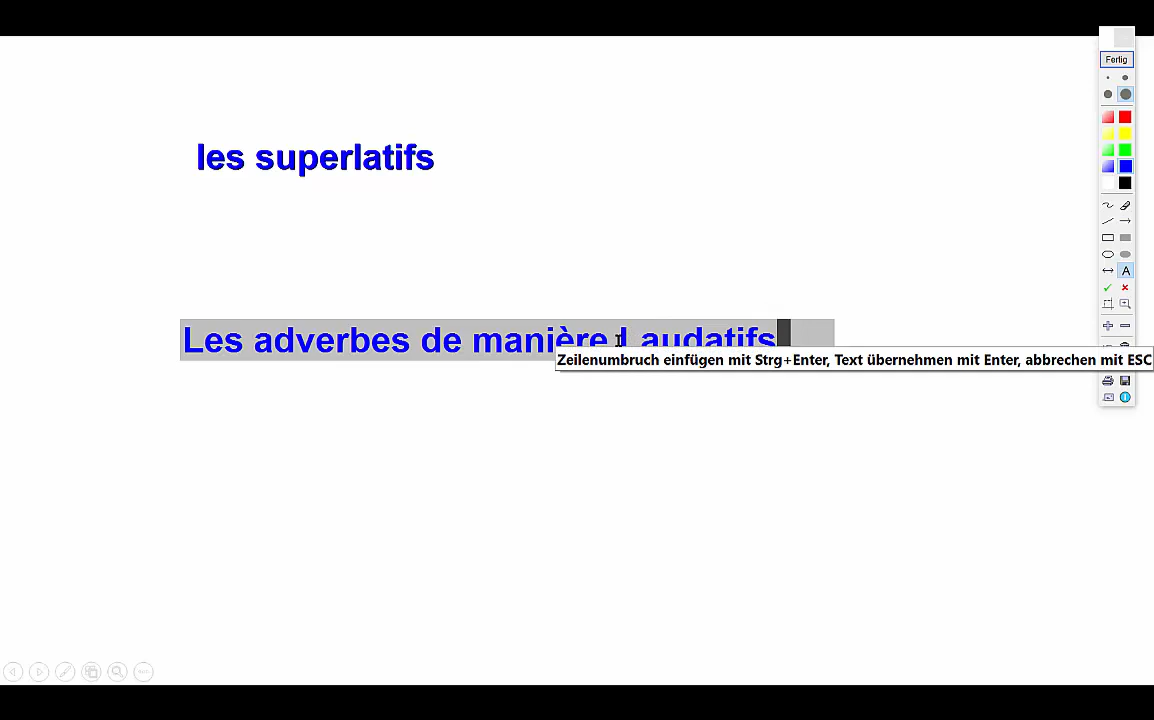 Fertig
les superlatifs
Les adverbes de manière Laudatifs
Zeilenumbruch einfügen mit Strg+Enter, Text übernehmen mit Enter, abbrechen mit ESC